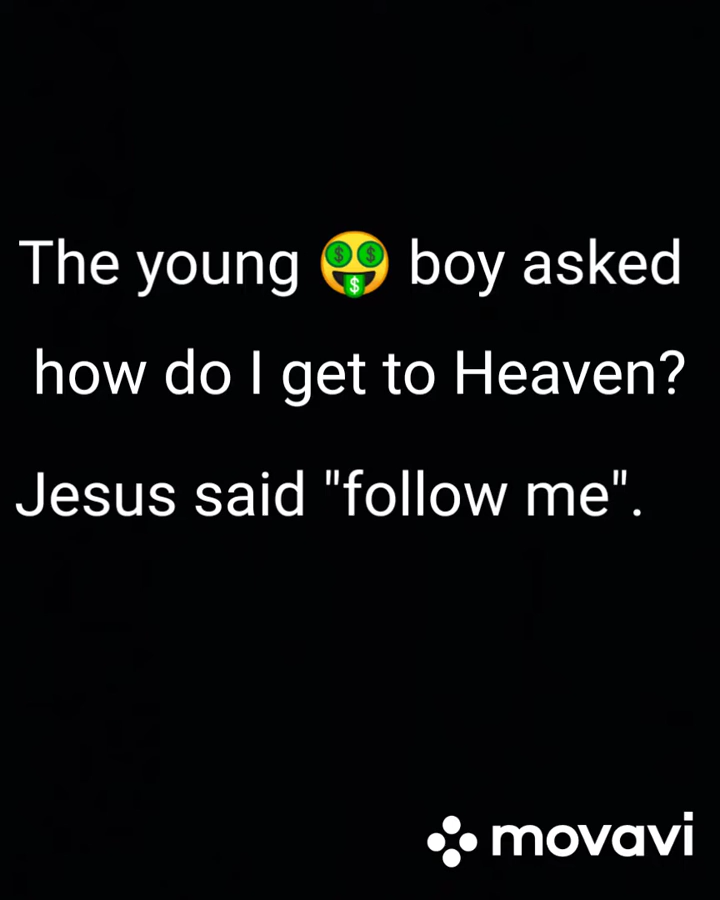 The young 🤑 boy asked
how do I get to Heaven?
Jesus said "follow me".
movavi